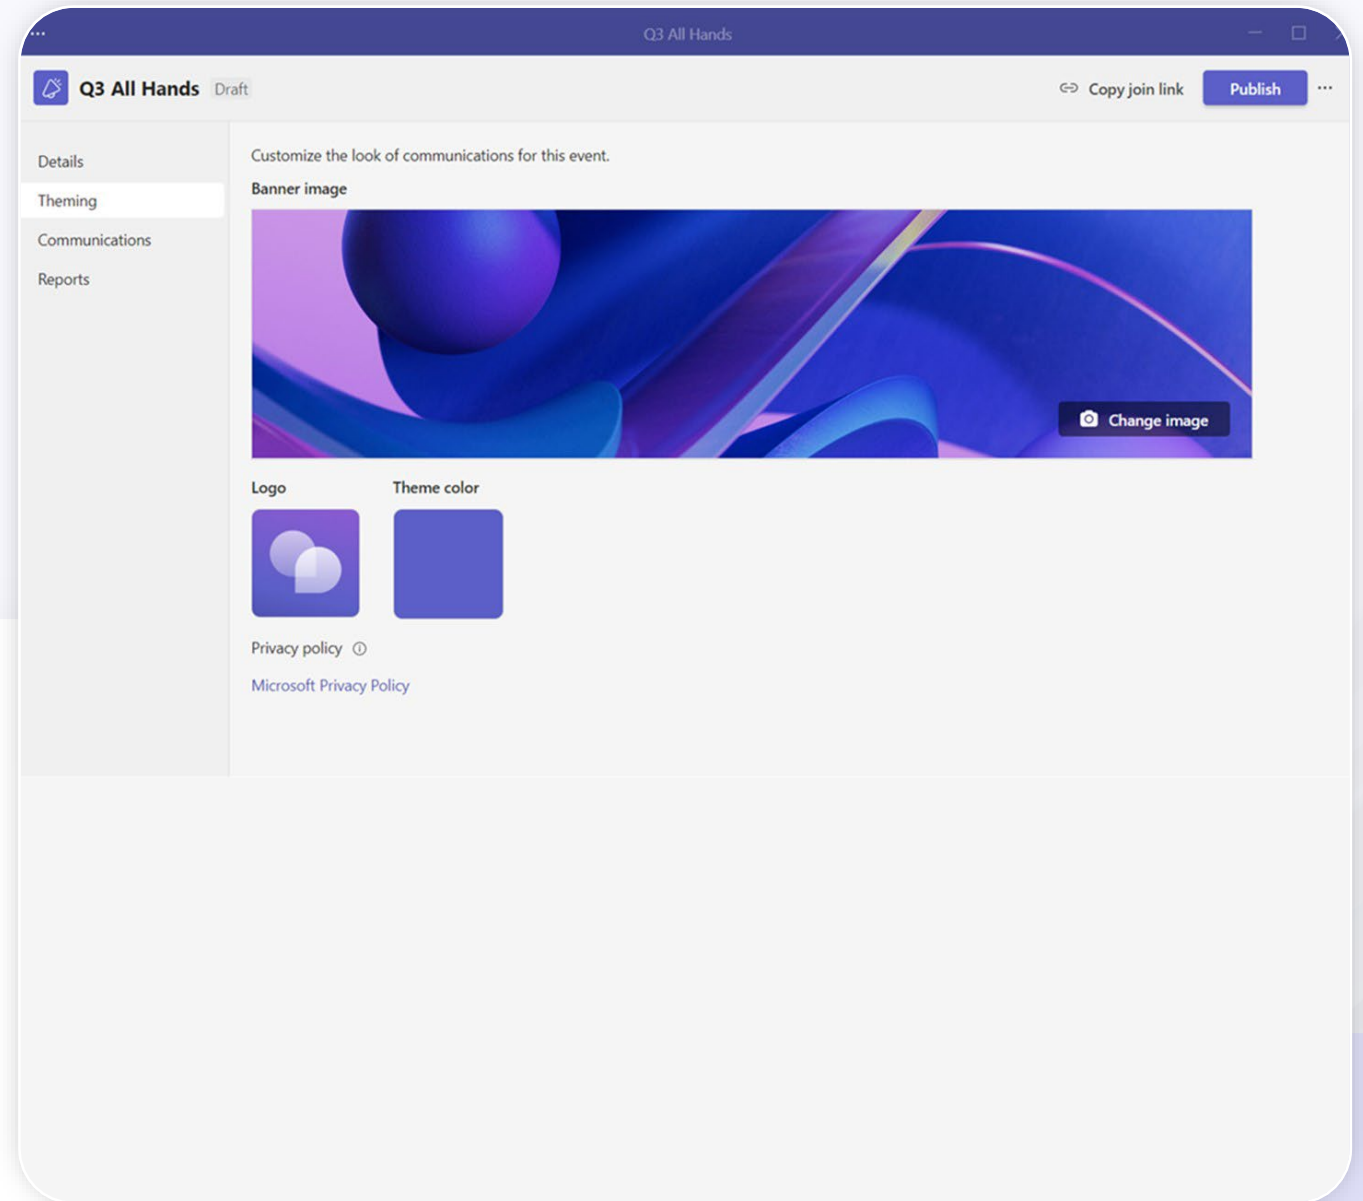 Q3 All Hands
Q3 All Hands Draft
Copy join link
Publish
Details
Theming
Communications
Reports
Customize the look of communications for this event.
Banner image
Change image
Logo
Theme color
Privacy policy
Microsoft Privacy Policy